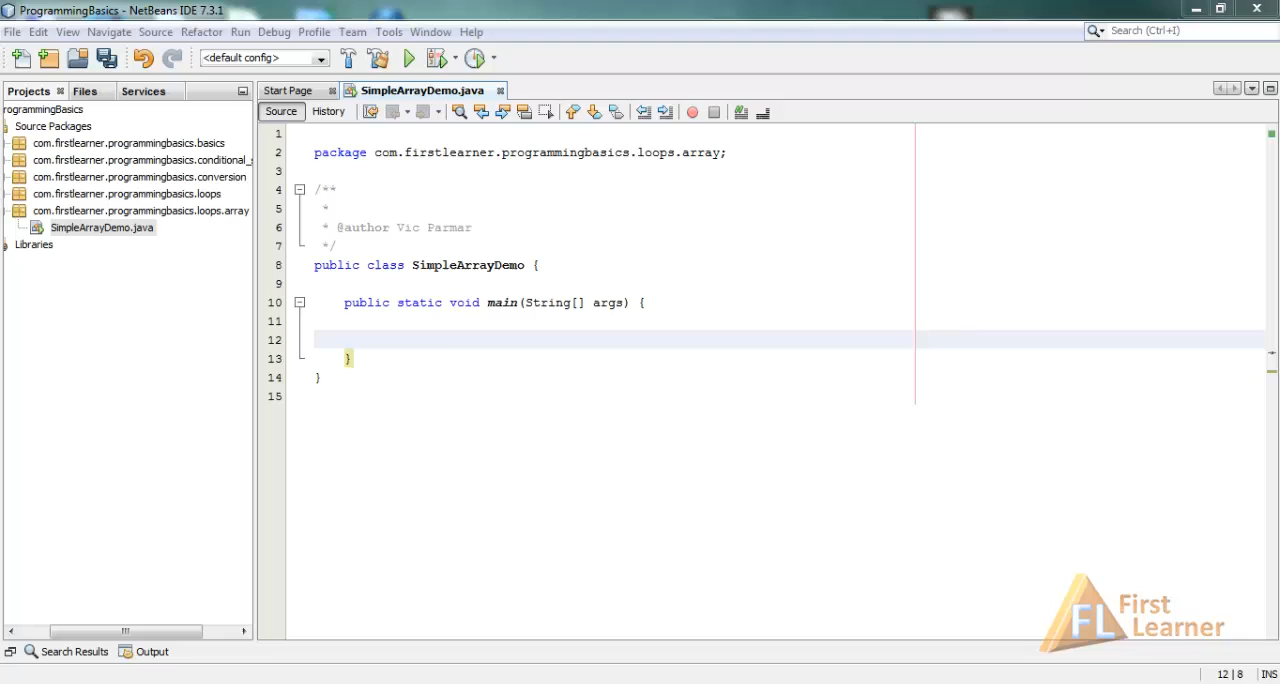 ProgrammingBasics - NetBeans IDE 7.3.1
File Edit View Navigate Source Refactor Run Debug Profile Team Tools Window Help
Search (Ctrl+I)
<default config>
Projects Files Services
Start Page SimpleArrayDemo.java
Source History
rogrammingBasics
Source Packages
com.firstlearner.programmingbasics.basics
com.firstlearner.programmingbasics.conditional_s
com.firstlearner.programmingbasics.conversion
com.firstlearner.programmingbasics.loops
com.firstlearner.programmingbasics.loops.array
SimpleArrayDemo.java
Libraries
1
2 package com.firstlearner.programmingbasics.loops.array;
3
4 /**
5 *
6 * @author Vic Parmar
7 */
8 public class SimpleArrayDemo {
9
10 public static void main(String[] args) {
11
12
13 }
14 }
15
FL First
Learner
Search Results Output
12 | 8 INS